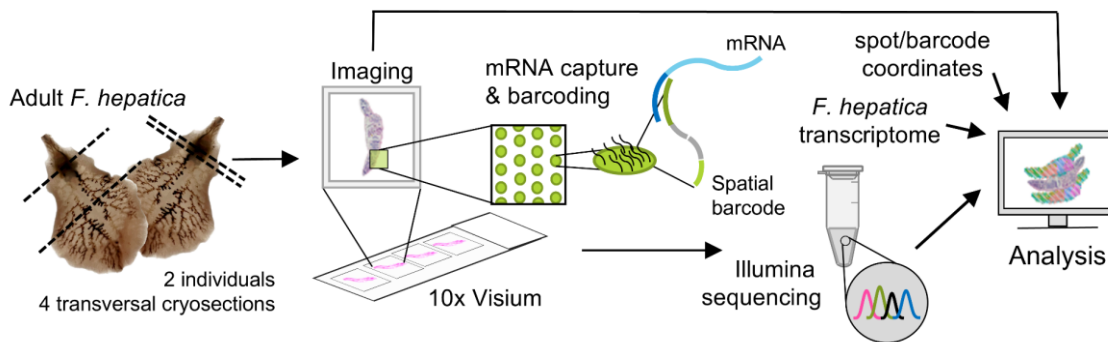 Adult F. hepatica
2 individuals
4 transversal cryosections
Imaging
10x Visium
mRNA capture
& barcoding
mRNA
Spatial
barcode
Illumina
sequencing
spot/barcode
coordinates
F. hepatica
transcriptome
Analysis